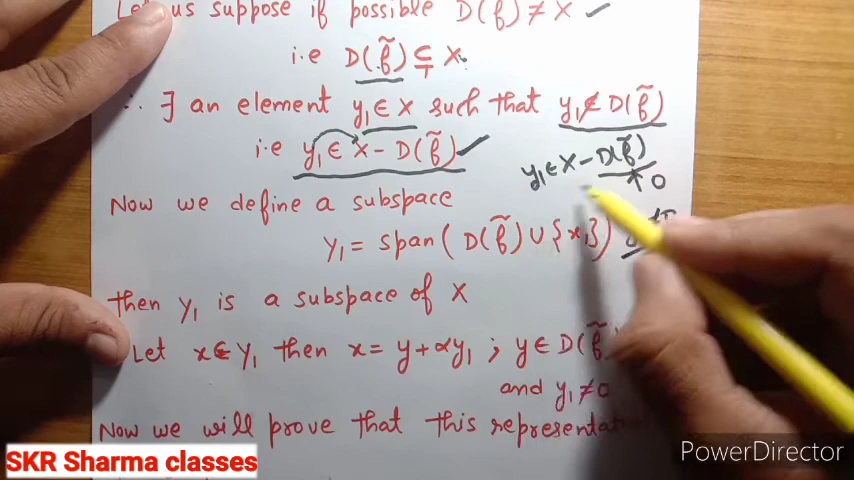 Let us suppose if possible D(f̃) ≠ X
i.e D(f̃) ⊊ X.
∴ ∃ an element y₁ ∈ X such that y₁ ∉ D(f̃)
i.e y₁ ∈ X - D(f̃)
y₁ ∈ X - D(f̃)
0
Now we define a subspace
Y₁ = span( D(f̃) ∪ {x₁})
then Y₁ is a subspace of X
Let x ∈ Y₁ then x = y + αy₁ ; y ∈ D(f̃)
and y₁ ≠ 0
Now we will prove that this
SKR Sharma classes
PowerDirector